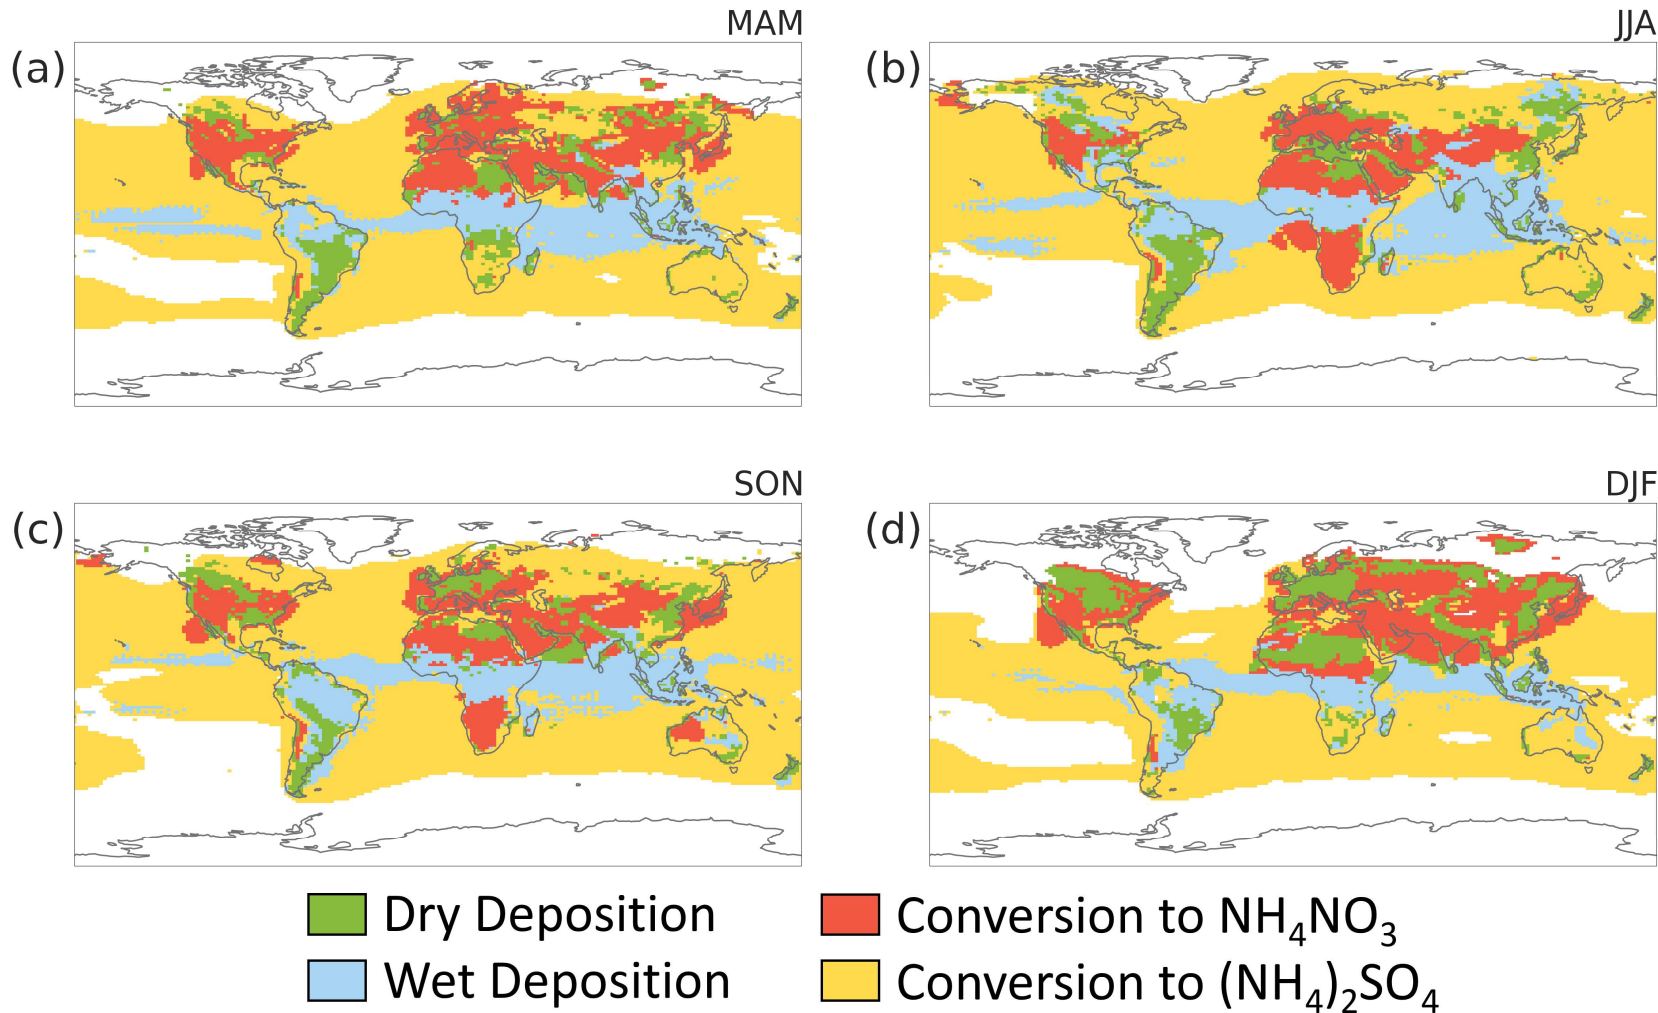 MAM
JJA
(a)
(b)
SON
DJF
(c)
(d)
Dry Deposition
Conversion to NH₄NO₃
Wet Deposition
Conversion to (NH₄)₂SO₄